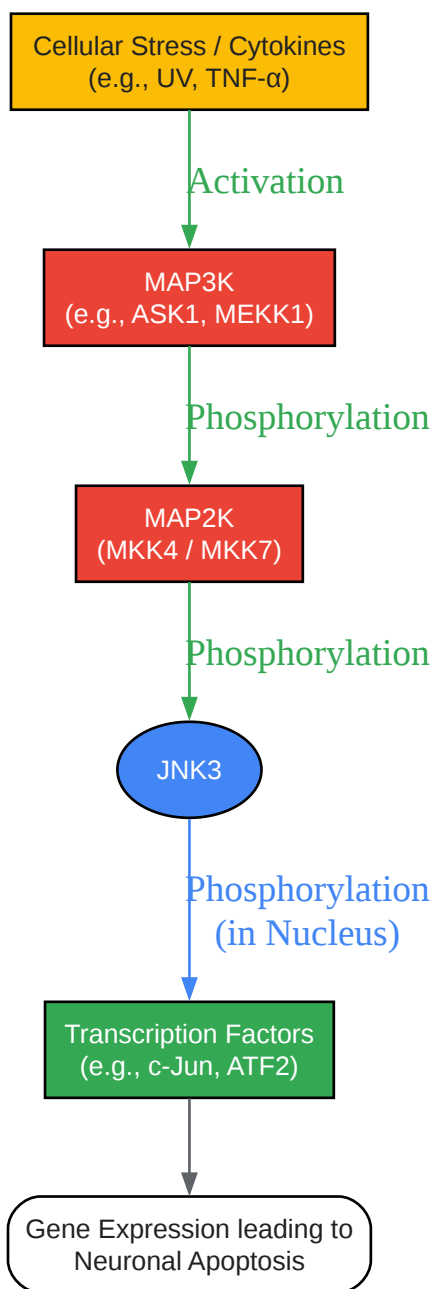 Cellular Stress / Cytokines
(e.g., UV, TNF-α)
Activation
MAP3K
(e.g., ASK1, MEKK1)
Phosphorylation
MAP2K
(MKK4 / MKK7)
Phosphorylation
JNK3
Phosphorylation
(in Nucleus)
Transcription Factors
(e.g., c-Jun, ATF2)
Gene Expression leading to
Neuronal Apoptosis